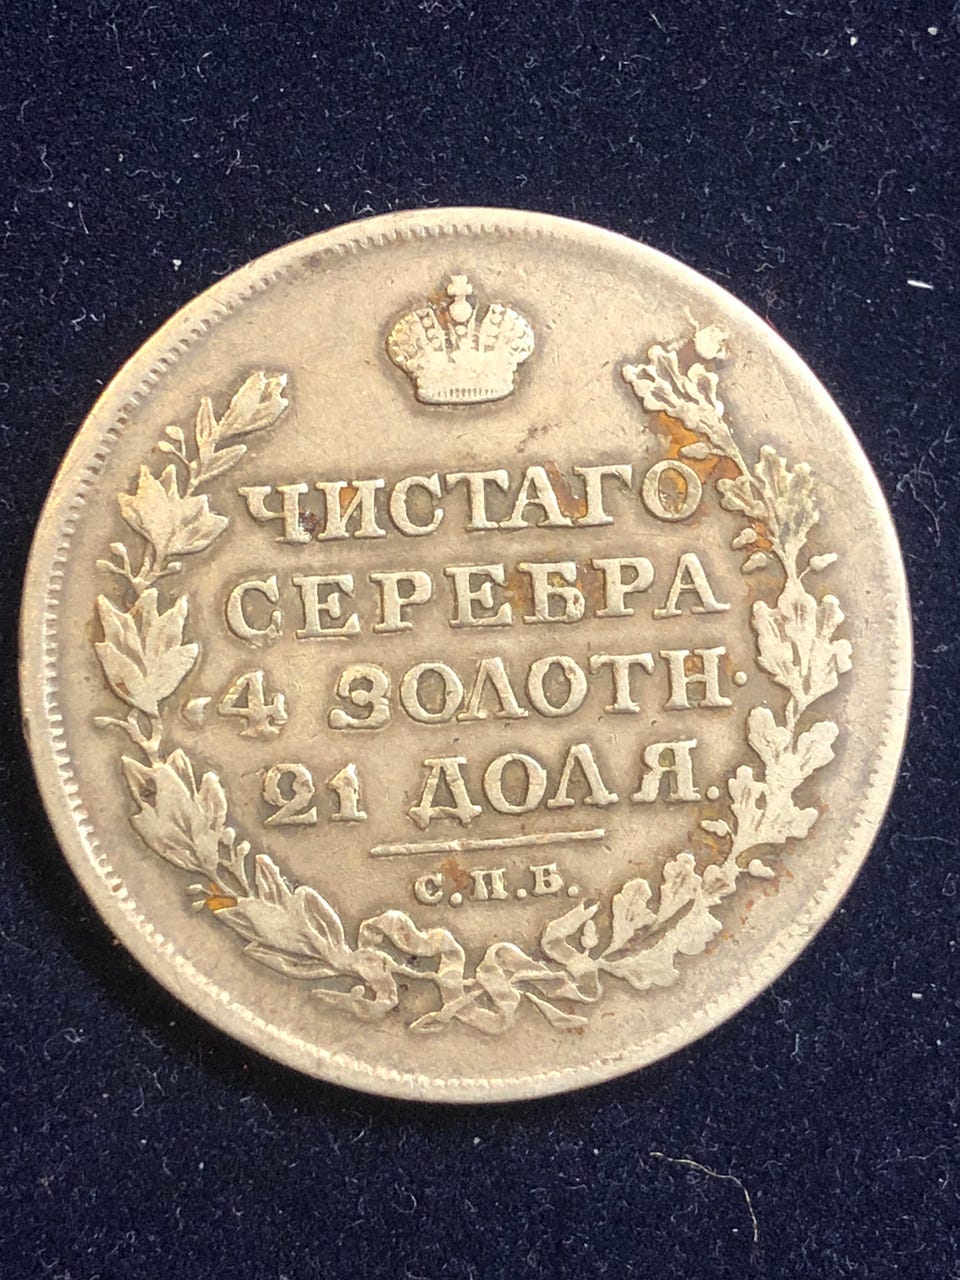 ЧИСТАГО
СЕРЕБРА
·4 ЗОЛОТН·
21 ДОЛЯ.
С.П.Б.